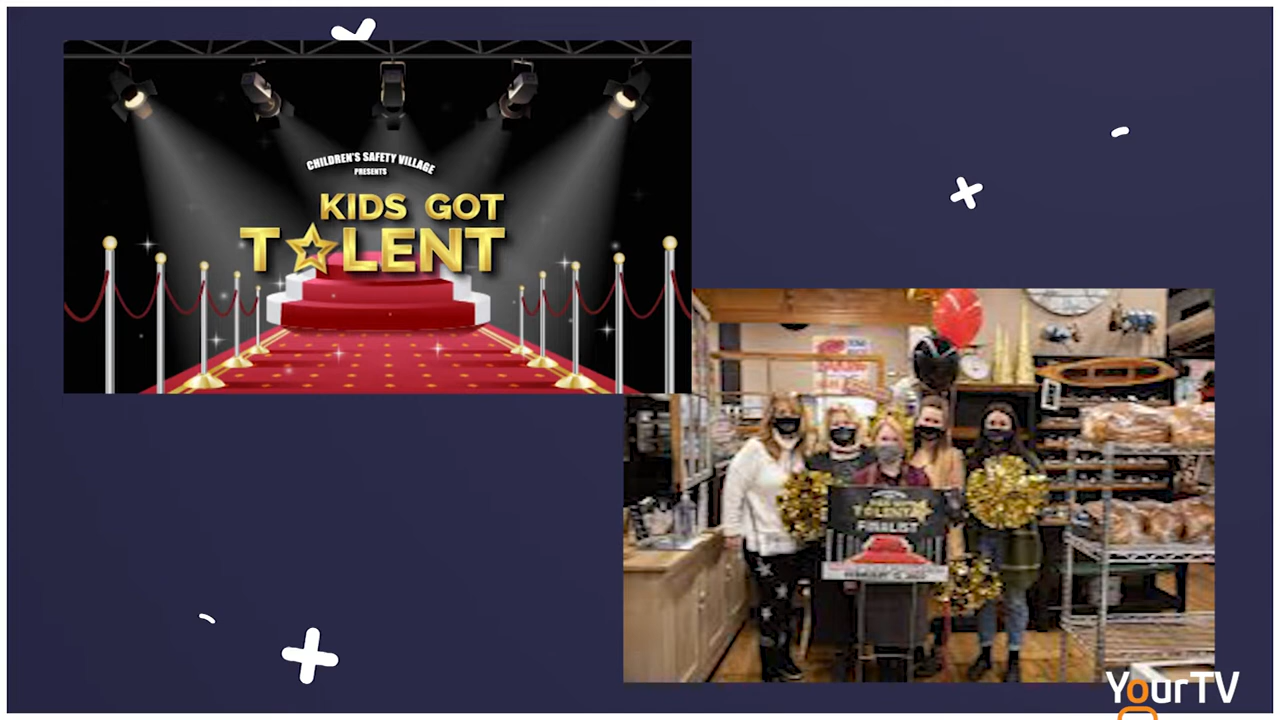 CHILDREN'S SAFETY VILLAGE
PRESENTS
KIDS GOT
TALENT
TALENT
FINALIST
YourTV